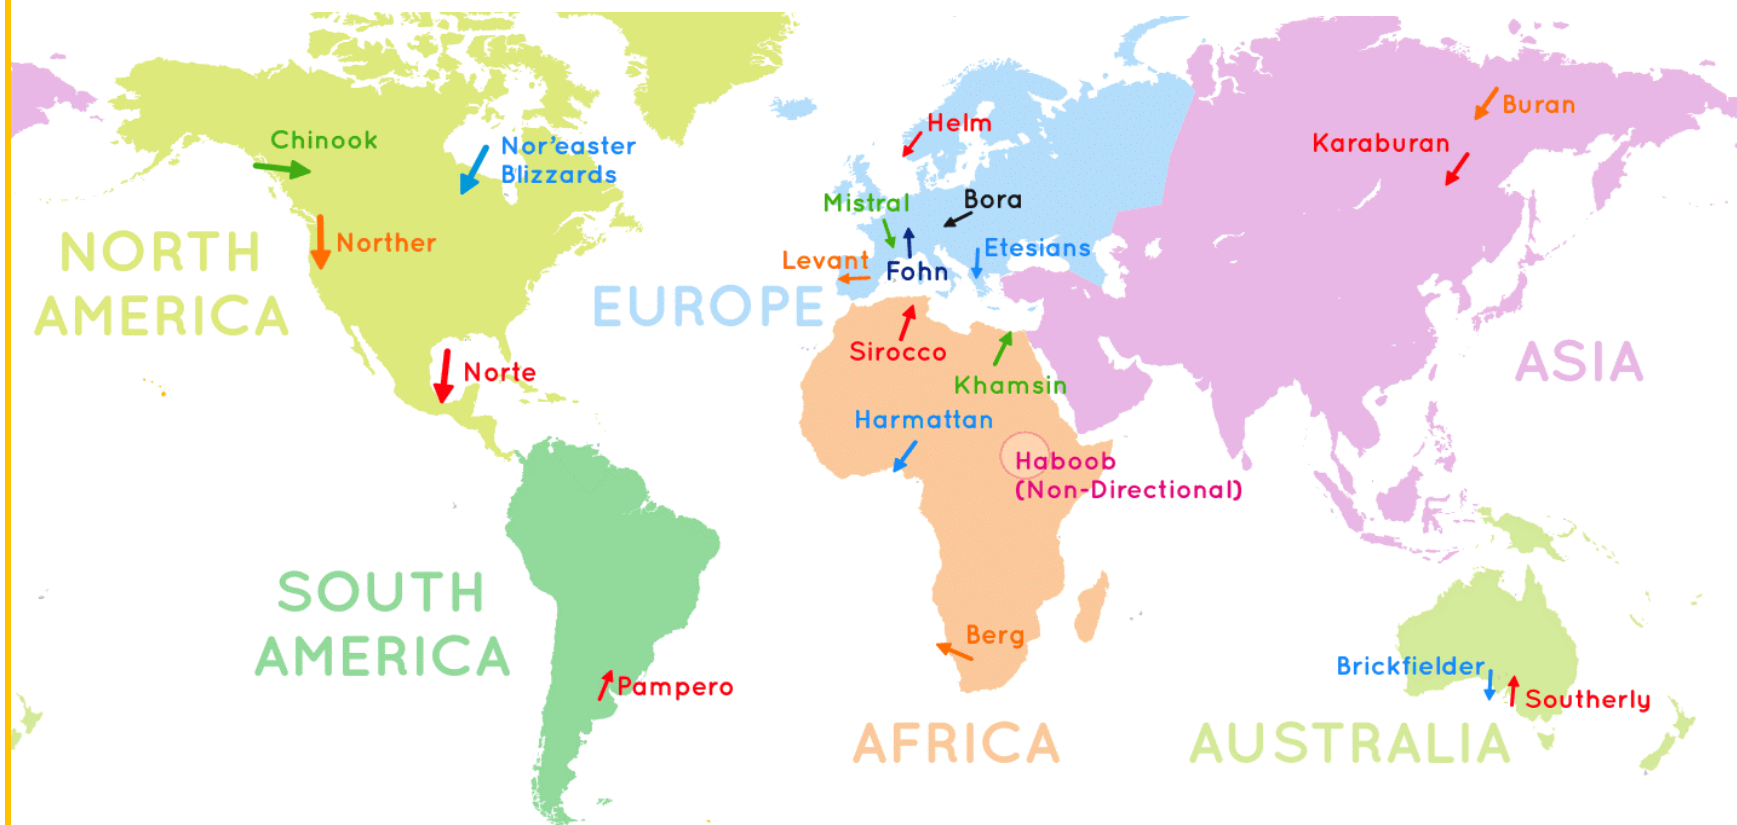 Chinook
Nor'easter
Blizzards
Norther
NORTH
AMERICA
Norte
SOUTH
AMERICA
Pampero
Helm
Mistral
Bora
Levant
Fohn
Etesians
EUROPE
Sirocco
Khamsin
Harmattan
Haboob
(Non-Directional)
Berg
AFRICA
Buran
Karaburan
ASIA
Brickfielder
Southerly
AUSTRALIA